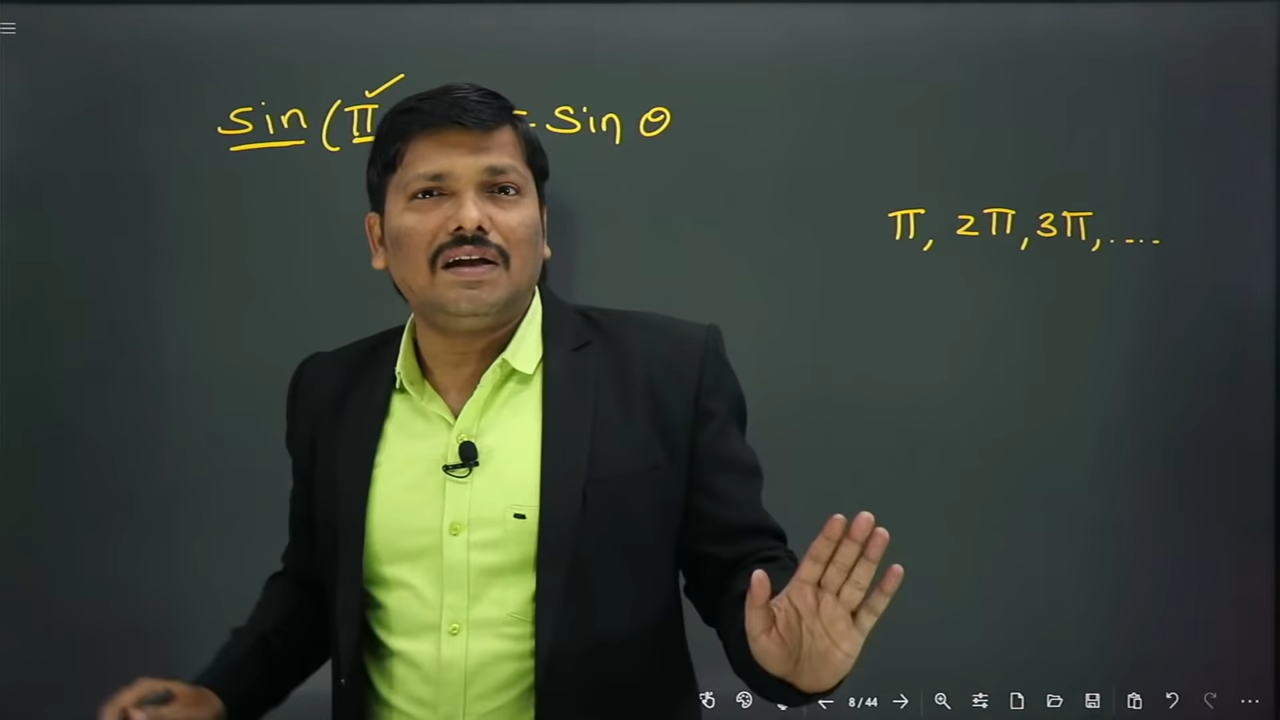 sin (π = sin θ
π, 2π, 3π, ....
8/44